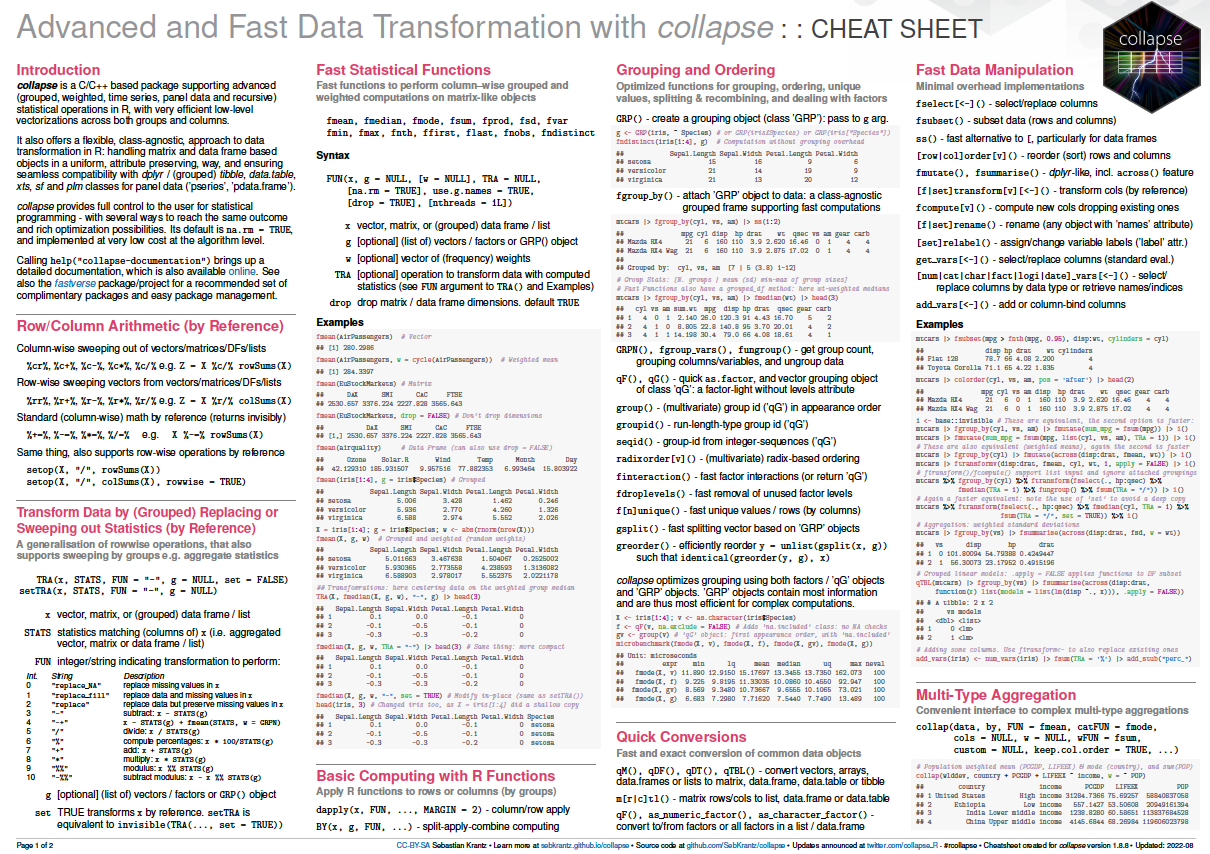 Advanced and Fast Data Transformation with collapse : : CHEAT SHEET
collapse
Introduction
collapse is a C/C++ based package supporting advanced
(grouped, weighted, time series, panel data and recursive)
statistical operations in R, with very efficient low-level
vectorizations across both groups and columns.
It also offers a flexible, class-agnostic, approach to data
transformation in R: handling matrix and data frame based
objects in a uniform, attribute preserving, way, and ensuring
seamless compatibility with dplyr / (grouped) tibble, data.table,
xts, sf and plm classes for panel data ('pseries', 'pdata.frame').
collapse provides full control to the user for statistical
programming - with several ways to reach the same outcome
and rich optimization possibilities. Its default is na.rm = TRUE,
and implemented at very low cost at the algorithm level.
Calling help("collapse-documentation") brings up a
detailed documentation, which is also available online. See
also the fastverse package/project for a recommended set of
complimentary packages and easy package management.
Row/Column Arithmetic (by Reference)
Column-wise sweeping out of vectors/matrices/DFs/lists
%cr%, %c+%, %c-%, %c*%, %c/% e.g. Z = X %c/% rowSums(X)
Row-wise sweeping vectors from vectors/matrices/DFs/lists
%rr%, %r+%, %r-%, %r*%, %r/% e.g. Z = X %r/% colSums(X)
Standard (column-wise) math by reference (returns invisibly)
%+=%, %-=%, %*=%, %/=% e.g. X %-=% rowSums(X)
Same thing, also supports row-wise operations by reference
setop(X, "/", rowSums(X))
setop(X, "/", colSums(X), rowwise = TRUE)
Transform Data by (Grouped) Replacing or
Sweeping out Statistics (by Reference)
A generalisation of rowwise operations, that also
supports sweeping by groups e.g. aggregate statistics
TRA(x, STATS, FUN = "-", g = NULL, set = FALSE)
setTRA(x, STATS, FUN = "-", g = NULL)
x vector, matrix, or (grouped) data frame / list
STATS statistics matching (columns of) x (i.e. aggregated
vector, matrix or data frame / list)
FUN integer/string indicating transformation to perform:
Int. String Description
0 "replace_NA" replace missing values in x
1 "replace_fill" replace data and missing values in x
2 "replace" replace data but preserve missing values in x
3 "-" subtract: x - STATS(g)
4 "-+" x - STATS(g) + fmean(STATS, w = GRPN)
5 "/" divide: x / STATS(g)
6 "%" compute percentages: x * 100/STATS(g)
7 "+" add: x + STATS(g)
8 "*" multiply: x * STATS(g)
9 "%%" modulus: x %% STATS(g)
10 "-%%" subtract modulus: x - x %% STATS(g)
g [optional] (list of) vectors / factors or GRP() object
set TRUE transforms x by reference. setTRA is
equivalent to invisible(TRA(..., set = TRUE))
Fast Statistical Functions
Fast functions to perform column–wise grouped and
weighted computations on matrix-like objects
fmean, fmedian, fmode, fsum, fprod, fsd, fvar
fmin, fmax, fnth, ffirst, flast, fnobs, fndistinct
Syntax
FUN(x, g = NULL, [w = NULL], TRA = NULL,
[na.rm = TRUE], use.g.names = TRUE,
[drop = TRUE], [nthreads = 1L])
x vector, matrix, or (grouped) data frame / list
g [optional] (list of) vectors / factors or GRP() object
w [optional] vector of (frequency) weights
TRA [optional] operation to transform data with computed
statistics (see FUN argument to TRA() and Examples)
drop drop matrix / data frame dimensions. default TRUE
Examples
fmean(AirPassengers) # Vector
## [1] 280.2986
fmean(AirPassengers, w = cycle(AirPassengers)) # Weighted mean
## [1] 284.3397
fmean(EuStockMarkets) # Matrix
## DAX SMI CAC FTSE
## 2530.657 3376.224 2227.828 3565.643
fmean(EuStockMarkets, drop = FALSE) # Don't drop dimensions
## DAX SMI CAC FTSE
## [1,] 2530.657 3376.224 2227.828 3565.643
fmean(airquality) # Data Frame (can also use drop = FALSE)
## Ozone Solar.R Wind Temp Month Day
## 42.129310 185.931507 9.957516 77.882353 6.993464 15.803922
fmean(iris[1:4], g = iris$Species) # Grouped
## Sepal.Length Sepal.Width Petal.Length Petal.Width
## setosa 5.006 3.428 1.462 0.246
## versicolor 5.936 2.770 4.260 1.326
## virginica 6.588 2.974 5.552 2.026
X = iris[1:4]; g = iris$Species; w <- abs(rnorm(nrow(X)))
fmean(X, g, w) # Grouped and weighted (random weights)
## Sepal.Length Sepal.Width Petal.Length Petal.Width
## setosa 5.011663 3.467638 1.504067 0.2525002
## versicolor 5.930365 2.773558 4.238593 1.3136082
## virginica 6.588903 2.978017 5.552375 2.0221178
## Transformations: here centering data on the weighted group median
TRA(X, fmedian(X, g, w), "-", g) |> head(3)
## Sepal.Length Sepal.Width Petal.Length Petal.Width
## 1 0.1 0.0 -0.1 0
## 2 -0.1 -0.5 -0.1 0
## 3 -0.3 -0.3 -0.2 0
fmedian(X, g, w, TRA = "-") |> head(3) # Same thing: more compact
## Sepal.Length Sepal.Width Petal.Length Petal.Width
## 1 0.1 0.0 -0.1 0
## 2 -0.1 -0.5 -0.1 0
## 3 -0.3 -0.3 -0.2 0
fmedian(X, g, w, "-", set = TRUE) # Modify in-place (same as setTRA())
head(iris, 3) # Changed iris too, as X = iris[1:4] did a shallow copy
## Sepal.Length Sepal.Width Petal.Length Petal.Width Species
## 1 0.1 0.0 -0.1 0 setosa
## 2 -0.1 -0.5 -0.1 0 setosa
## 3 -0.3 -0.3 -0.2 0 setosa
Basic Computing with R Functions
Apply R functions to rows or columns (by groups)
dapply(x, FUN, ..., MARGIN = 2) - column/row apply
BY(x, g, FUN, ...) - split-apply-combine computing
Grouping and Ordering
Optimized functions for grouping, ordering, unique
values, splitting & recombining, and dealing with factors
GRP() - create a grouping object (class 'GRP'): pass to g arg.
g <- GRP(iris, ~ Species) # or GRP(iris$Species) or GRP(iris["Species"])
fndistinct(iris[1:4], g) # Computation without grouping overhead
## Sepal.Length Sepal.Width Petal.Length Petal.Width
## setosa 15 16 9 6
## versicolor 21 14 19 9
## virginica 21 13 20 12
fgroup_by() - attach 'GRP' object to data: a class-agnostic
grouped frame supporting fast computations
mtcars |> fgroup_by(cyl, vs, am) |> ss(1:2)
## mpg cyl disp hp drat wt qsec vs am gear carb
## Mazda RX4 21 6 160 110 3.9 2.620 16.46 0 1 4 4
## Mazda RX4 Wag 21 6 160 110 3.9 2.875 17.02 0 1 4 4
##
## Grouped by: cyl, vs, am [7 | 5 (3.8) 1-12]
# Group Stats: [N. groups | mean (sd) min-max of group sizes]
# Fast Functions also have a grouped_df method: here wt-weighted medians
mtcars |> fgroup_by(cyl, vs, am) |> fmedian(wt) |> head(3)
## cyl vs am sum.wt mpg disp hp drat qsec gear carb
## 1 4 0 1 2.140 26.0 120.3 91 4.43 16.70 5 2
## 2 4 1 0 8.805 22.8 140.8 95 3.70 20.01 4 2
## 3 4 1 1 14.198 30.4 79.0 66 4.08 18.61 4 1
GRPN(), fgroup_vars(), fungroup() - get group count,
grouping columns/variables, and ungroup data
qF(), qG() - quick as.factor, and vector grouping object
of class 'qG': a factor-light without levels attribute
group() - (multivariate) group id ('qG') in appearance order
groupid() - run-length-type group id ('qG')
seqid() - group-id from integer-sequences ('qG')
radixorder[v]() - (multivariate) radix-based ordering
finteraction() - fast factor interactions (or return 'qG')
fdroplevels() - fast removal of unused factor levels
f[n]unique() - fast unique values / rows (by columns)
gsplit() - fast splitting vector based on 'GRP' objects
greorder() - efficiently reorder y = unlist(gsplit(x, g))
such that identical(greorder(y, g), x)
collapse optimizes grouping using both factors / 'qG' objects
and 'GRP' objects. 'GRP' objects contain most information
and are thus most efficient for complex computations.
X <- iris[1:4]; v <- as.character(iris$Species)
f <- qF(v, na.exclude = FALSE) # Adds 'na.included' class: no NA checks
gv <- group(v) # 'qG' object: first appearance order, with 'na.included'
microbenchmark(fmode(X, v), fmode(X, f), fmode(X, gv), fmode(X, g))
## Unit: microseconds
## expr min lq mean median uq max neval
## fmode(X, v) 11.890 12.9150 15.17697 13.3455 13.7350 162.073 100
## fmode(X, f) 9.225 9.8195 11.33035 10.0860 10.4550 92.947 100
## fmode(X, gv) 8.569 9.3480 10.73667 9.6555 10.1065 73.021 100
## fmode(X, g) 6.683 7.2980 7.71620 7.5440 7.7490 13.489 100
Quick Conversions
Fast and exact conversion of common data objects
qM(), qDF(), qDT(), qTBL() - convert vectors, arrays,
data.frames or lists to matrix, data.frame, data.table or tibble
m[r|c]tl() - matrix rows/cols to list, data.frame or data.table
qF(), as_numeric_factor(), as_character_factor() -
convert to/from factors or all factors in a list / data.frame
Fast Data Manipulation
Minimal overhead implementations
fselect[<-]() - select/replace columns
fsubset() - subset data (rows and columns)
ss() - fast alternative to [, particularly for data frames
[row|col]order[v]() - reorder (sort) rows and columns
fmutate(), fsummarise() - dplyr-like, incl. across() feature
[f|set]transform[v][<-]() - transform cols (by reference)
fcompute[v]() - compute new cols dropping existing ones
[f|set]rename() - rename (any object with 'names' attribute)
[set]relabel() - assign/change variable labels ('label' attr.)
get_vars[<-]() - select/replace columns (standard eval.)
[num|cat|char|fact|logi|date]_vars[<-]() - select/
replace columns by data type or retrieve names/indices
add_vars[<-]() - add or column-bind columns
Examples
mtcars |> fsubset(mpg > fnth(mpg, 0.95), disp:wt, cylinders = cyl)
## disp hp drat wt cylinders
## Fiat 128 78.7 66 4.08 2.200 4
## Toyota Corolla 71.1 65 4.22 1.835 4
mtcars |> colorder(cyl, vs, am, pos = 'after') |> head(2)
## mpg cyl vs am disp hp drat wt qsec gear carb
## Mazda RX4 21 6 0 1 160 110 3.9 2.620 16.46 4 4
## Mazda RX4 Wag 21 6 0 1 160 110 3.9 2.875 17.02 4 4
i <- base::invisible # These are equivalent, the second option is faster:
mtcars |> fgroup_by(cyl, vs, am) |> fmutate(sum_mpg = fsum(mpg)) |> i()
mtcars |> fmutate(sum_mpg = fsum(mpg, list(cyl, vs, am), TRA = 1)) |> i()
# These are also equivalent (weighted means), again the second is faster
mtcars |> fgroup_by(cyl) |> fmutate(across(disp:drat, fmean, wt)) |> i()
mtcars |> ftransformv(disp:drat, fmean, cyl, wt, 1, apply = FALSE) |> i()
# ftransform()/fcompute() support list input and ignore attached groupings
mtcars %>% fgroup_by(cyl) %>% ftransform(fselect(., hp:qsec) %>%
fmedian(TRA = 1) %>% fungroup() %>% fsum(TRA = "/")) |> i()
# Again a faster equivalent: note the use of 'set' to avoid a deep copy
mtcars %>% ftransform(fselect(., hp:qsec) %>% fmedian(cyl, TRA = 1) %>%
fsum(TRA = "/", set = TRUE)) %>% i()
# Aggregation: weighted standard deviations
mtcars |> fgroup_by(vs) |> fsummarise(across(disp:drat, fsd, w = wt))
## vs disp hp drat
## 1 0 101.80094 54.79388 0.4249447
## 2 1 56.30073 23.17952 0.4915196
# Grouped linear models: .apply = FALSE applies functions to DF subset
qTBL(mtcars) |> fgroup_by(vs) |> fsummarise(across(disp:drat,
function(x) list(models = list(lm(disp ~ ., x))), .apply = FALSE))
## # A tibble: 2 x 2
## vs models
## <dbl> <list>
## 1 0 <lm>
## 2 1 <lm>
# Adding some columns. Use ftransform<- to also replace existing ones
add_vars(iris) <- num_vars(iris) |> fsum(TRA = '%') |> add_stub("perc_")
Multi-Type Aggregation
Convenient interface to complex multi-type aggregations
collap(data, by, FUN = fmean, catFUN = fmode,
cols = NULL, w = NULL, wFUN = fsum,
custom = NULL, keep.col.order = TRUE, ...)
# Population weighted mean (PCGDP, LIFEEX) & mode (country), and sum(POP)
collap(wlddev, country + PCGDP + LIFEEX ~ income, w = ~ POP)
## country income PCGDP LIFEEX POP
## 1 United States High income 31284.7366 75.69257 58840837058
## 2 Ethiopia Low income 557.1427 53.50608 20949161394
## 3 India Lower middle income 1238.8280 60.58651 113837684528
## 4 China Upper middle income 4145.6844 68.26984 119606023798
Page 1 of 2
CC-BY-SA Sebastian Krantz • Learn more at sebkrantz.github.io/collapse • Source code at github.com/SebKrantz/collapse • Updates announced at twitter.com/collapse_R - #rcollapse • Cheatsheet created for collapse version 1.8.8 • Updated: 2022-08